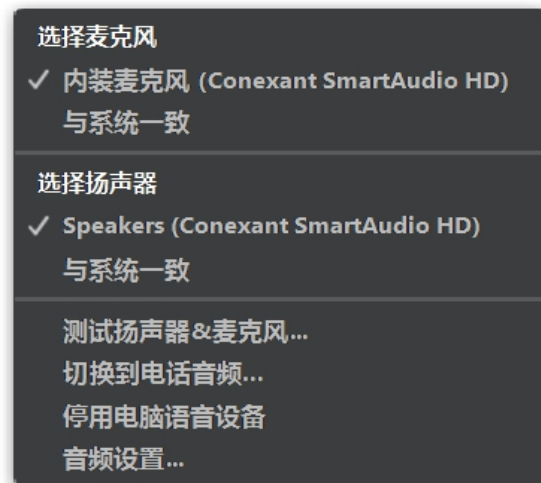 选择麦克风
✓ 内装麦克风 (Conexant SmartAudio HD)
与系统一致
选择扬声器
✓ Speakers (Conexant SmartAudio HD)
与系统一致
测试扬声器&麦克风...
切换到电话音频...
停用电脑语音设备
音频设置...